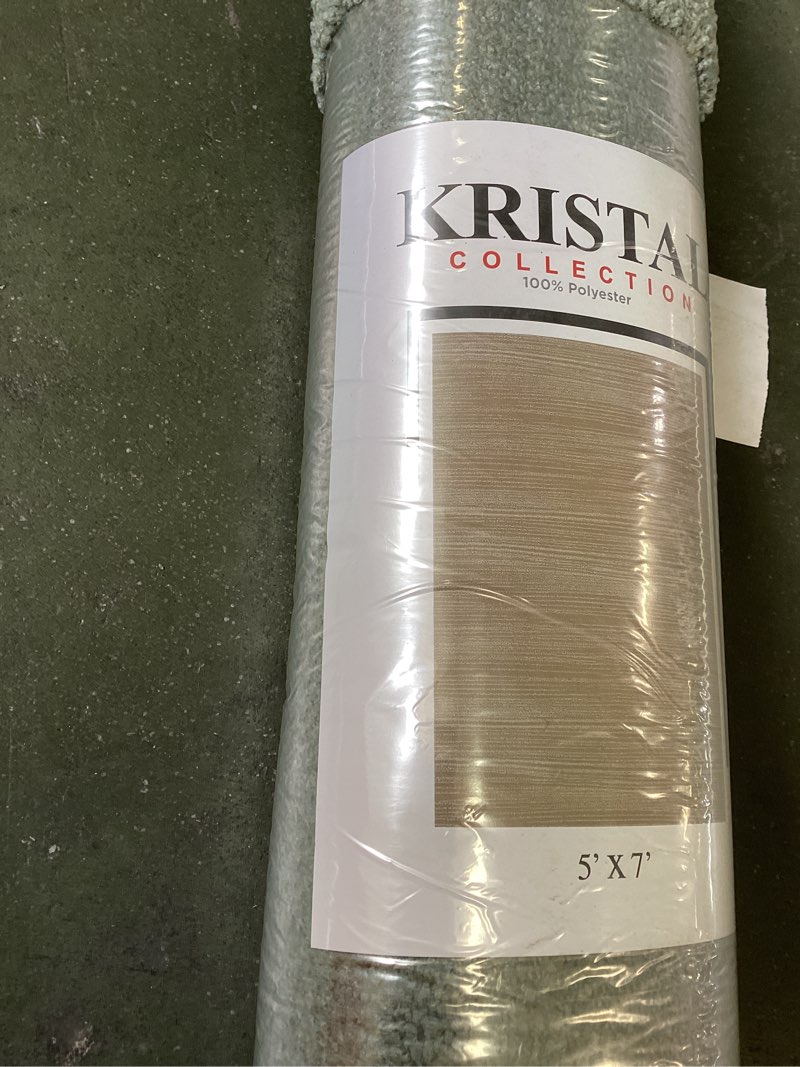 KRISTAL
COLLECTION
100% Polyester
5' X 7'